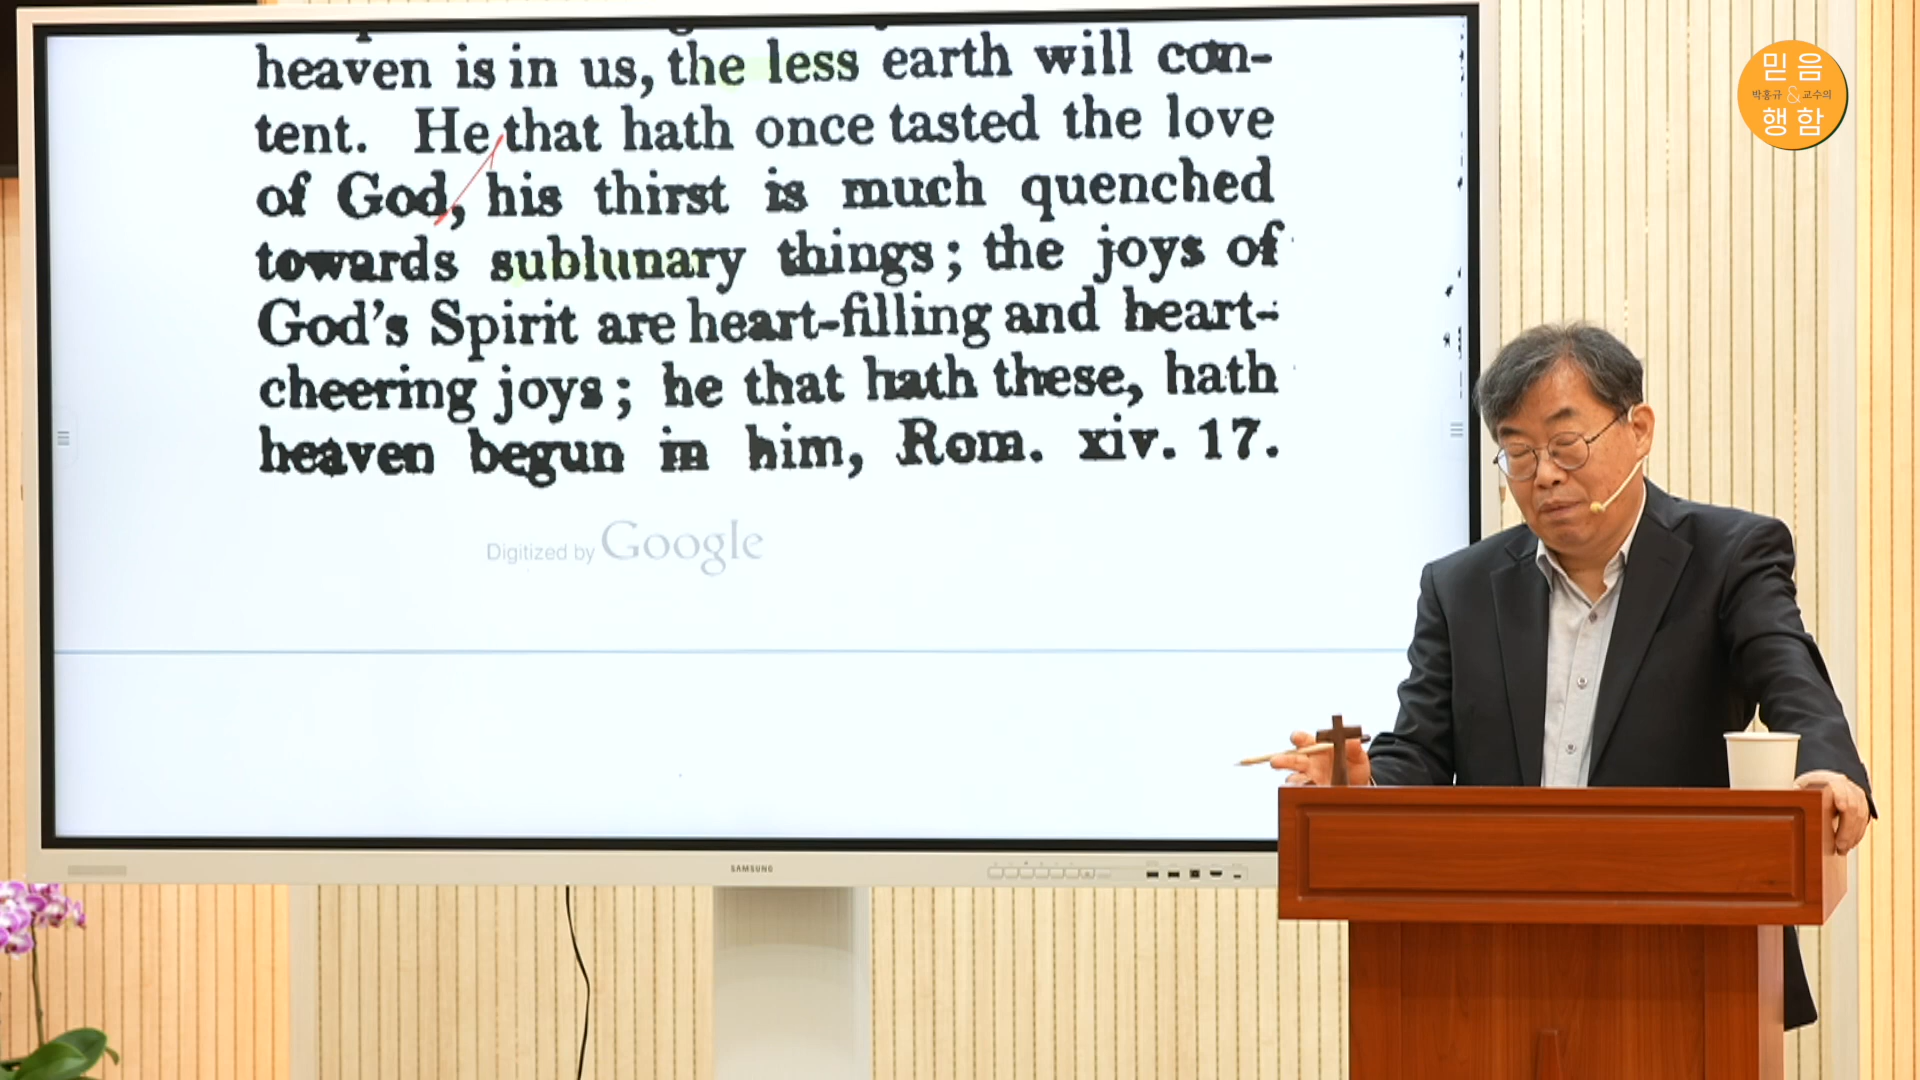 heaven is in us, the less earth will con-
tent. He that hath once tasted the love
of God, his thirst is much quenched
towards sublunary things; the joys of
God's Spirit are heart-filling and heart-
cheering joys; he that hath these, hath
heaven begun in him, Rom. xiv. 17.
Digitized by Google
SAMSUNG
믿음
박홍규 & 교수의
행함